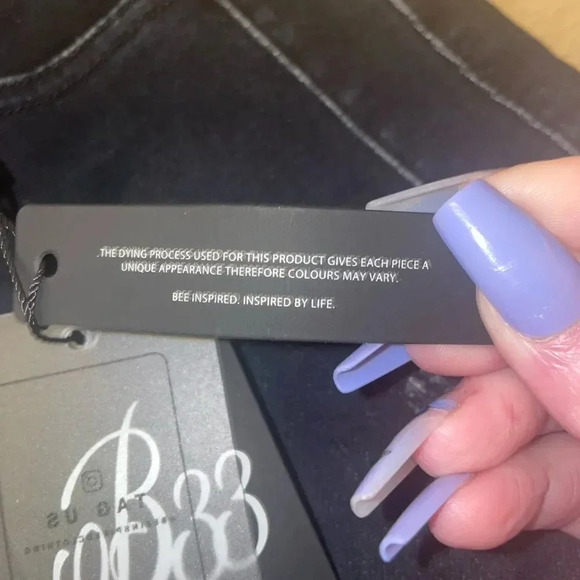 .THE DYING PROCESS USED FOR THIS PRODUCT GIVES EACH PIECE A
UNIQUE APPEARANCE THEREFORE COLOURS MAY VARY.
BEE INSPIRED. INSPIRED BY LIFE.
TAG US